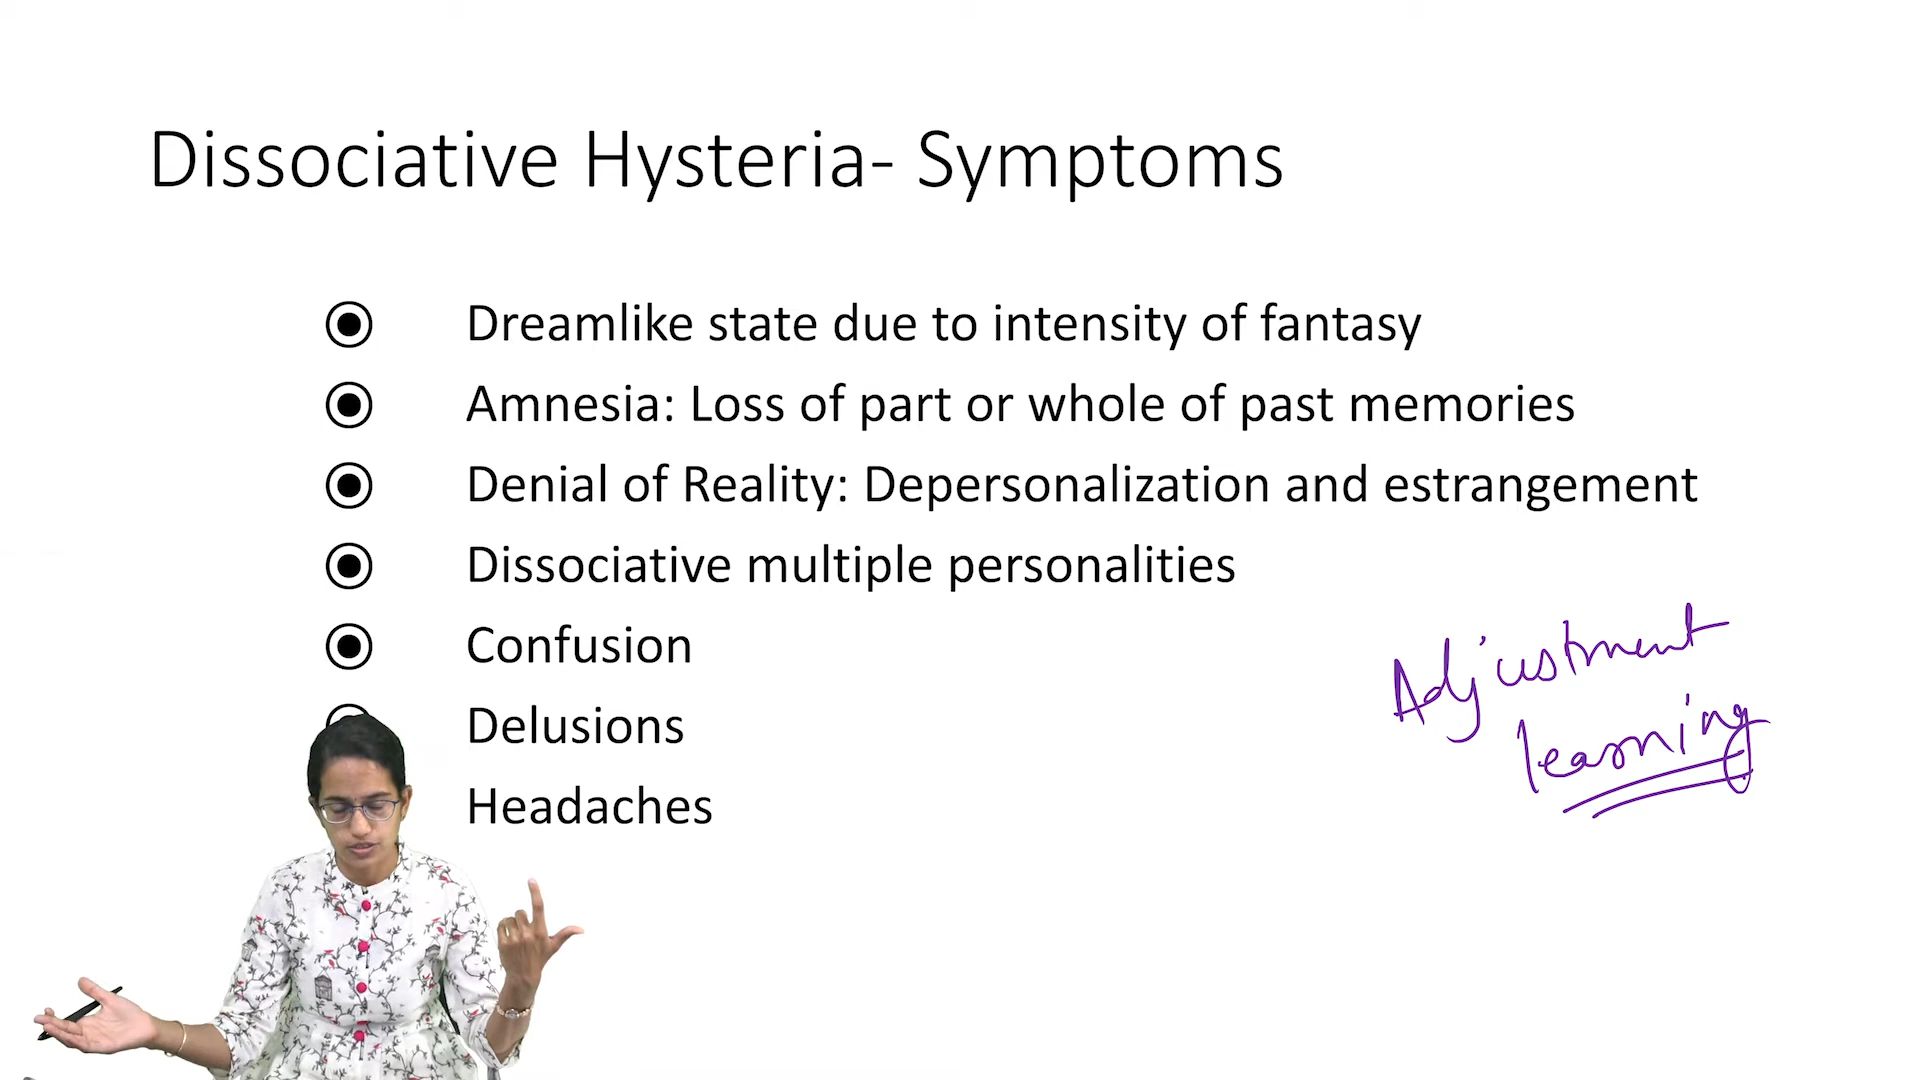 Dissociative Hysteria- Symptoms
Dreamlike state due to intensity of fantasy
Amnesia: Loss of part or whole of past memories
Denial of Reality: Depersonalization and estrangement
Dissociative multiple personalities
Confusion
Delusions
Headaches
Adjustment
learning